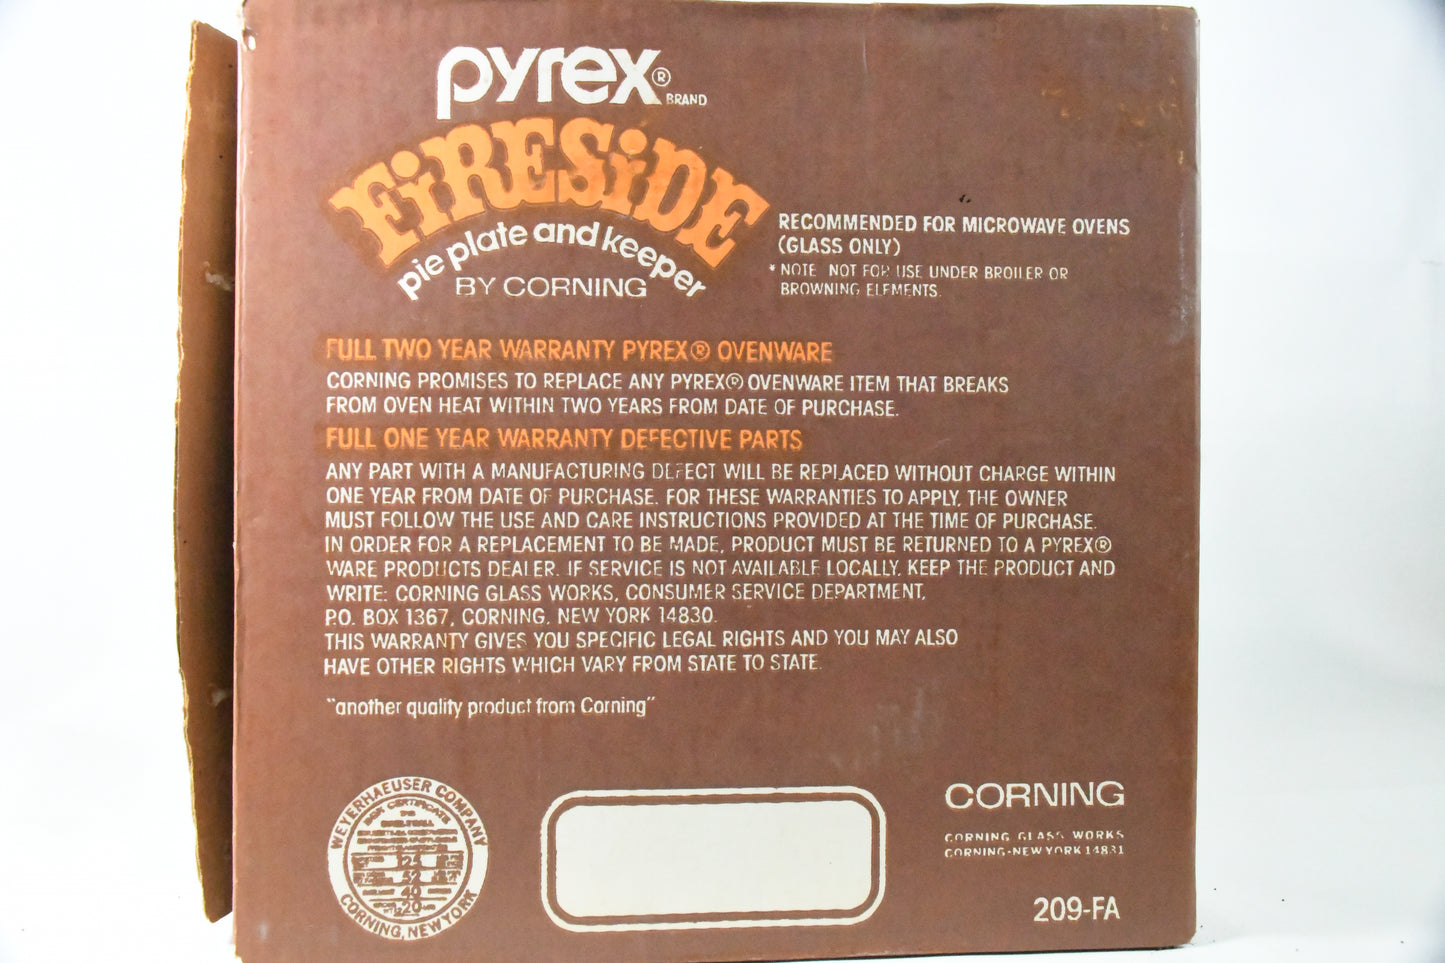 pyrex®
BRAND
FiRESiDE
pie plate and keeper
BY CORNING
RECOMMENDED FOR MICROWAVE OVENS
(GLASS ONLY)
* NOTE NOT FOR USE UNDER BROILER OR
BROWNING ELEMENTS.
FULL TWO YEAR WARRANTY PYREX® OVENWARE
CORNING PROMISES TO REPLACE ANY PYREX® OVENWARE ITEM THAT BREAKS
FROM OVEN HEAT WITHIN TWO YEARS FROM DATE OF PURCHASE.
FULL ONE YEAR WARRANTY DEFECTIVE PARTS
ANY PART WITH A MANUFACTURING DEFECT WILL BE REPLACED WITHOUT CHARGE WITHIN
ONE YEAR FROM DATE OF PURCHASE. FOR THESE WARRANTIES TO APPLY, THE OWNER
MUST FOLLOW THE USE AND CARE INSTRUCTIONS PROVIDED AT THE TIME OF PURCHASE.
IN ORDER FOR A REPLACEMENT TO BE MADE, PRODUCT MUST BE RETURNED TO A PYREX®
WARE PRODUCTS DEALER. IF SERVICE IS NOT AVAILABLE LOCALLY, KEEP THE PRODUCT AND
WRITE: CORNING GLASS WORKS, CONSUMER SERVICE DEPARTMENT,
P.O. BOX 1367, CORNING, NEW YORK 14830.
THIS WARRANTY GIVES YOU SPECIFIC LEGAL RIGHTS AND YOU MAY ALSO
HAVE OTHER RIGHTS WHICH VARY FROM STATE TO STATE.
"another quality product from Corning"
WEYERHAEUSER COMPANY
BOX CERTIFICATE
CORNING, NEW YORK
CORNING
CORNING GLASS WORKS
CORNING•NEW YORK 14831
209-FA